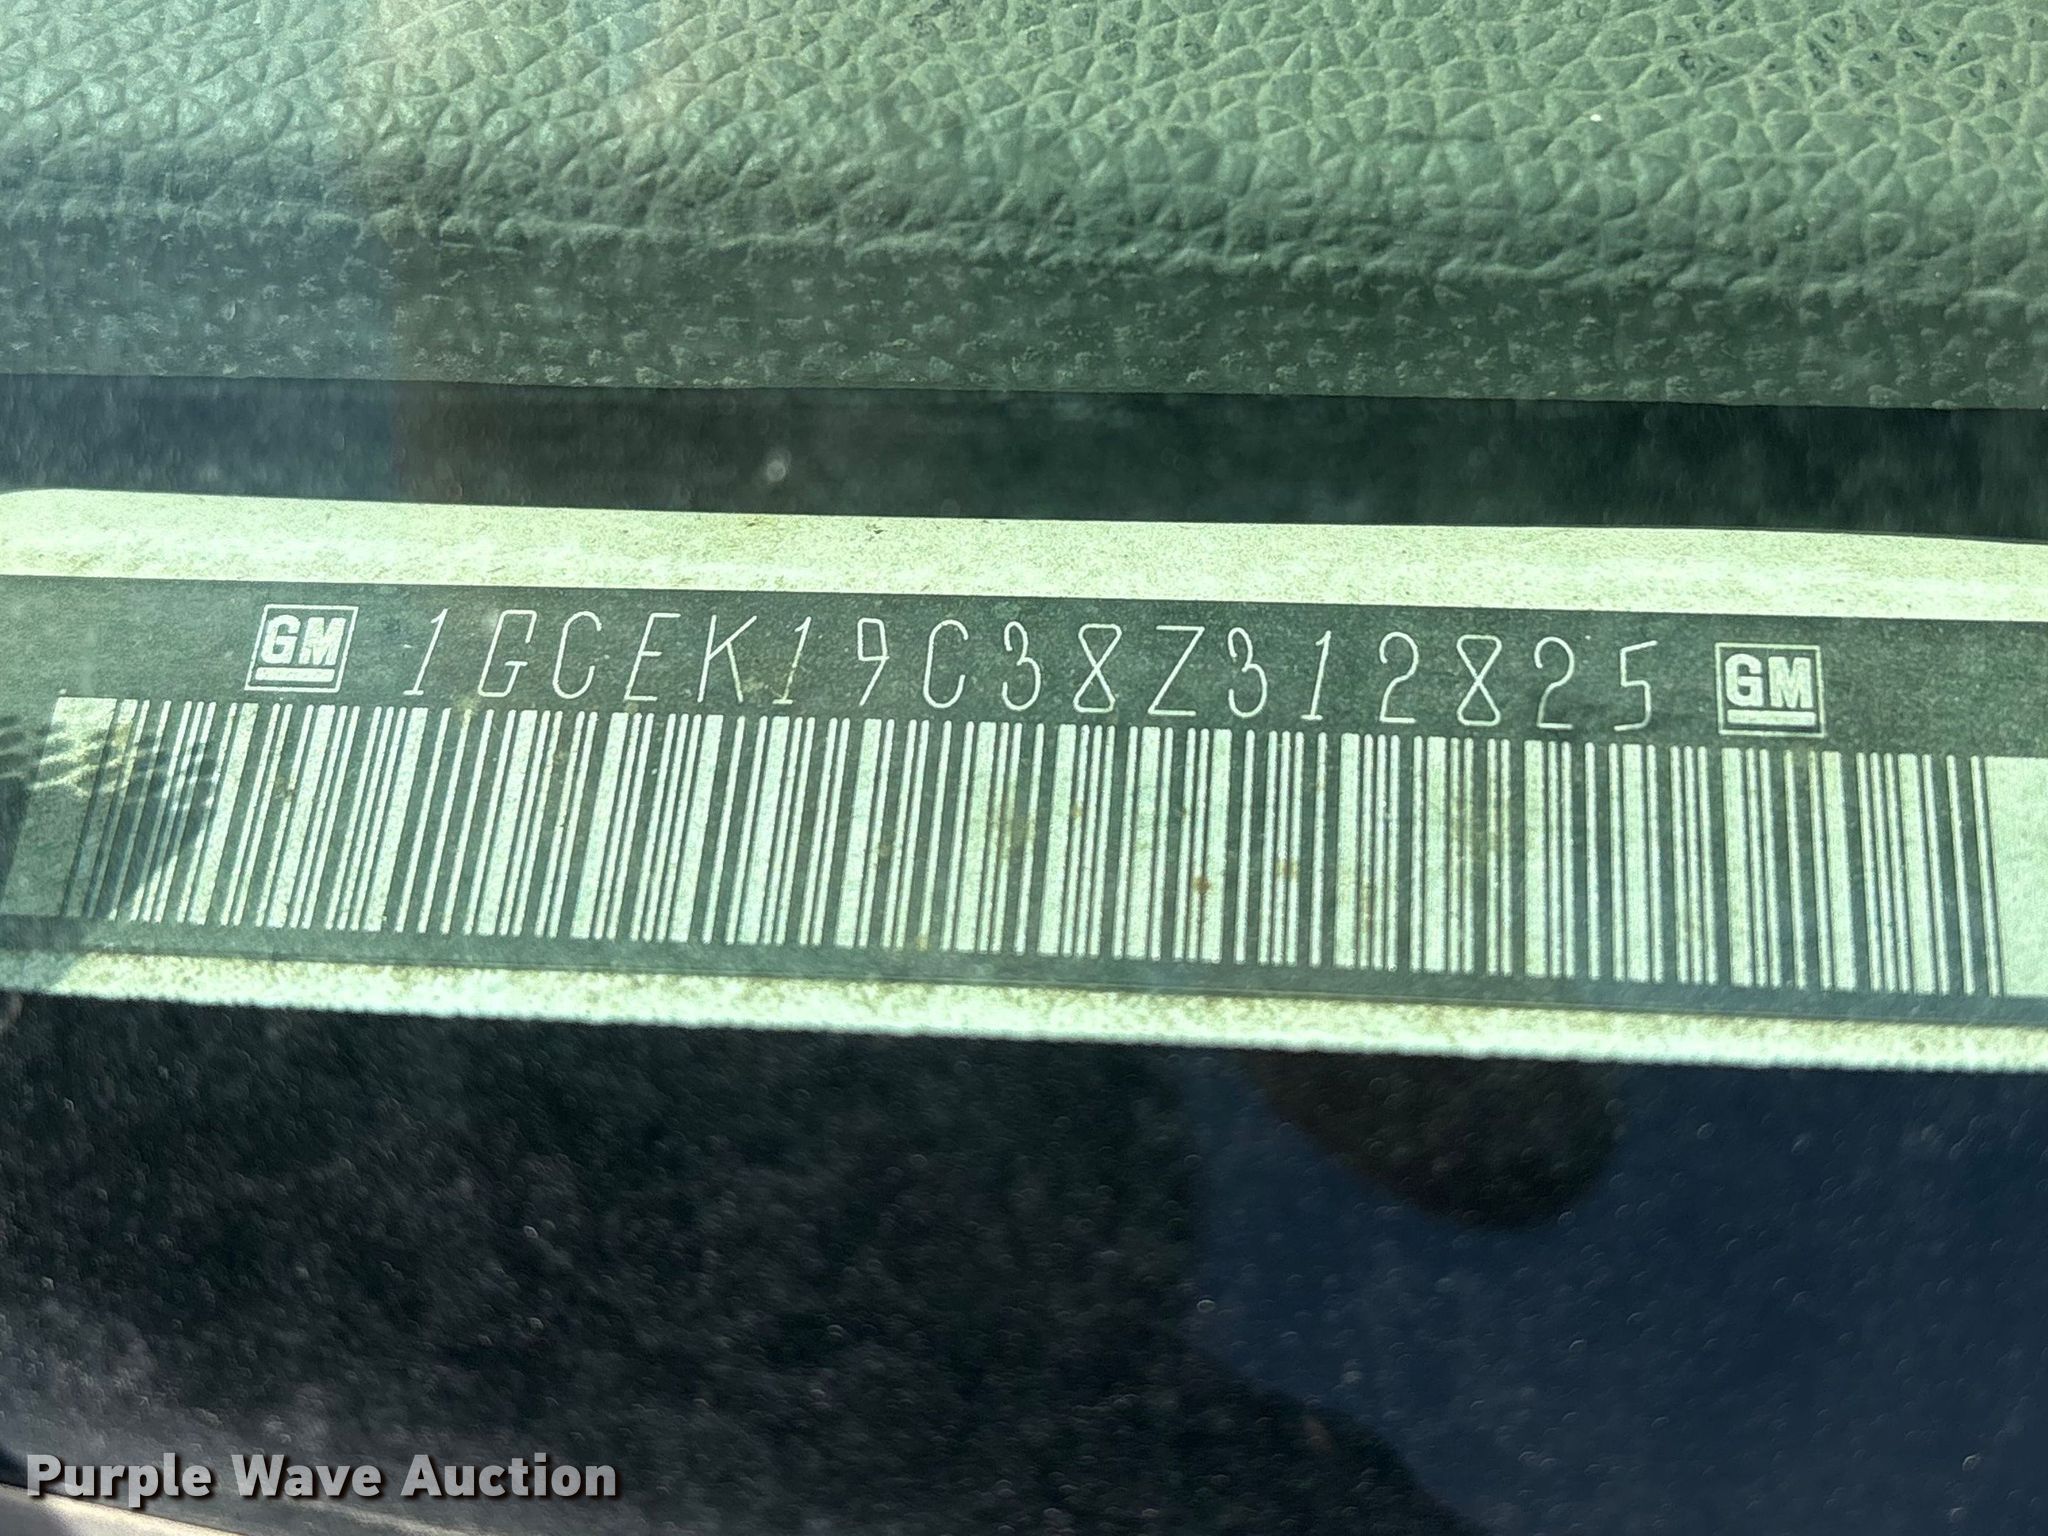 GM 1GCEK19C38Z312825 GM
Purple Wave Auction